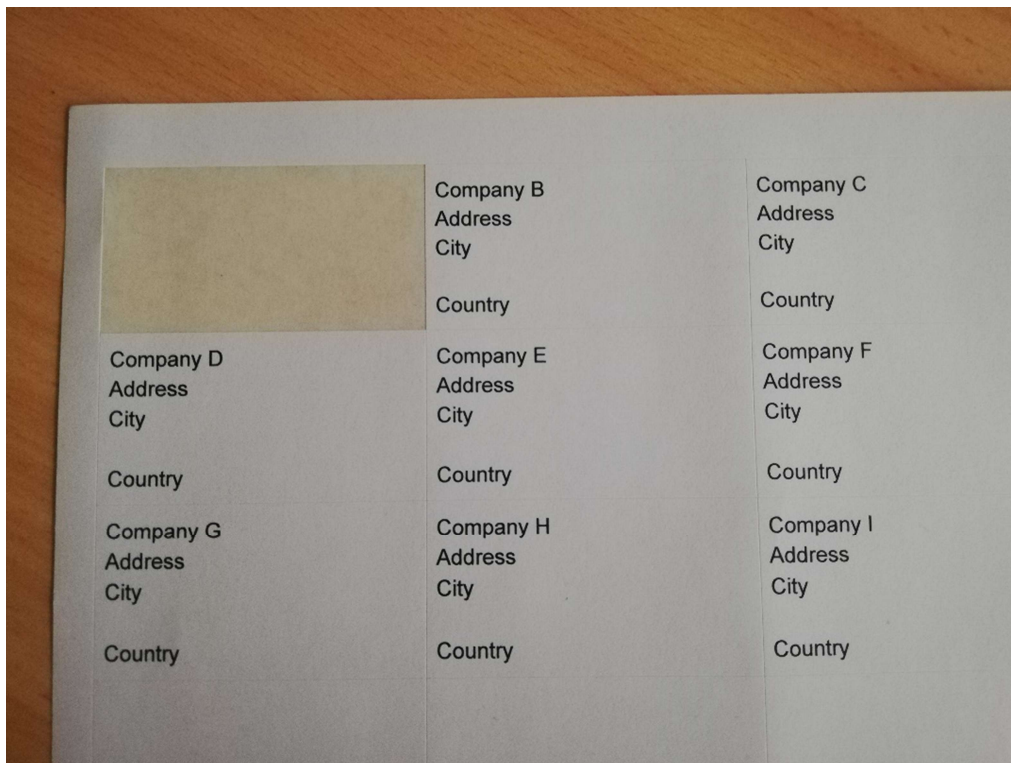 Company B
Address
City
Country
Company C
Address
City
Country
Company D
Address
City
Country
Company E
Address
City
Country
Company F
Address
City
Country
Company G
Address
City
Country
Company H
Address
City
Country
Company I
Address
City
Country